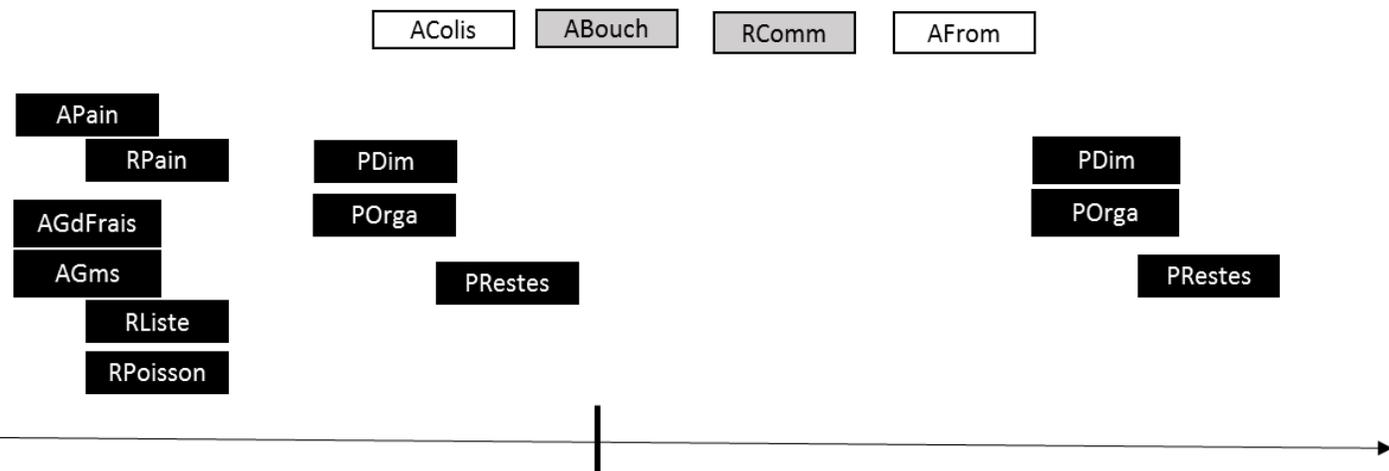 AColis
ABouch
RComm
AFrom
APain
RPain
PDim
PDim
AGdFrais
POrga
POrga
AGms
PRestes
PRestes
RListe
RPoisson